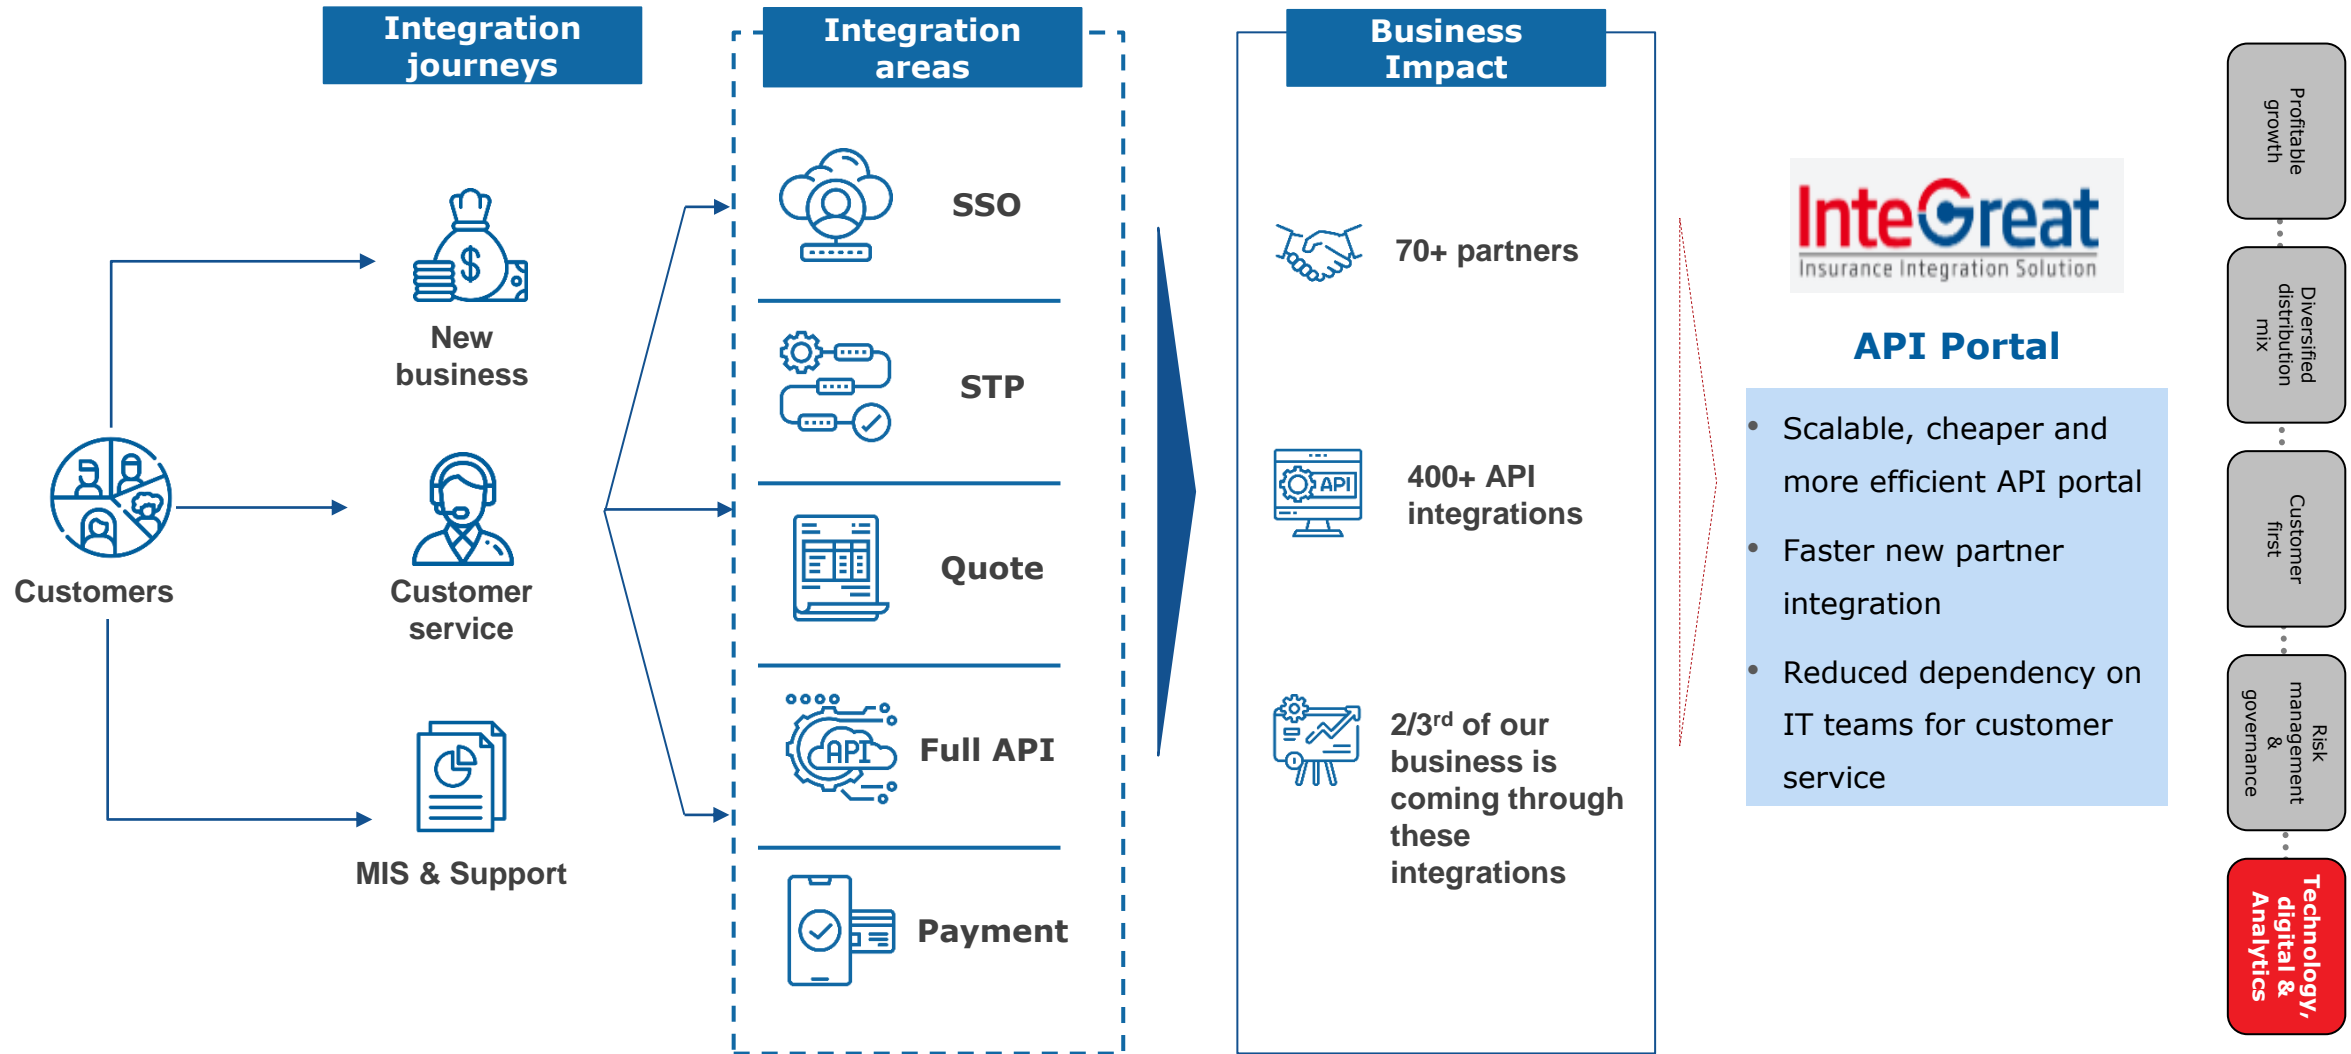 Integration
journeys
Integration
areas
Business
Impact
Customers
New
business
Customer
service
MIS & Support
SSO
STP
Quote
API
Full API
Payment
70+ partners
API
400+ API
integrations
2/3rd of our
business is
coming through
these
integrations
InteGreat
Insurance Integration Solution
API Portal
• Scalable, cheaper and
more efficient API portal
• Faster new partner
integration
• Reduced dependency on
IT teams for customer
service
Profitable
growth
Diversified
distribution
mix
Customer
first
Risk
management
&
governance
Technology,
digital &
Analytics